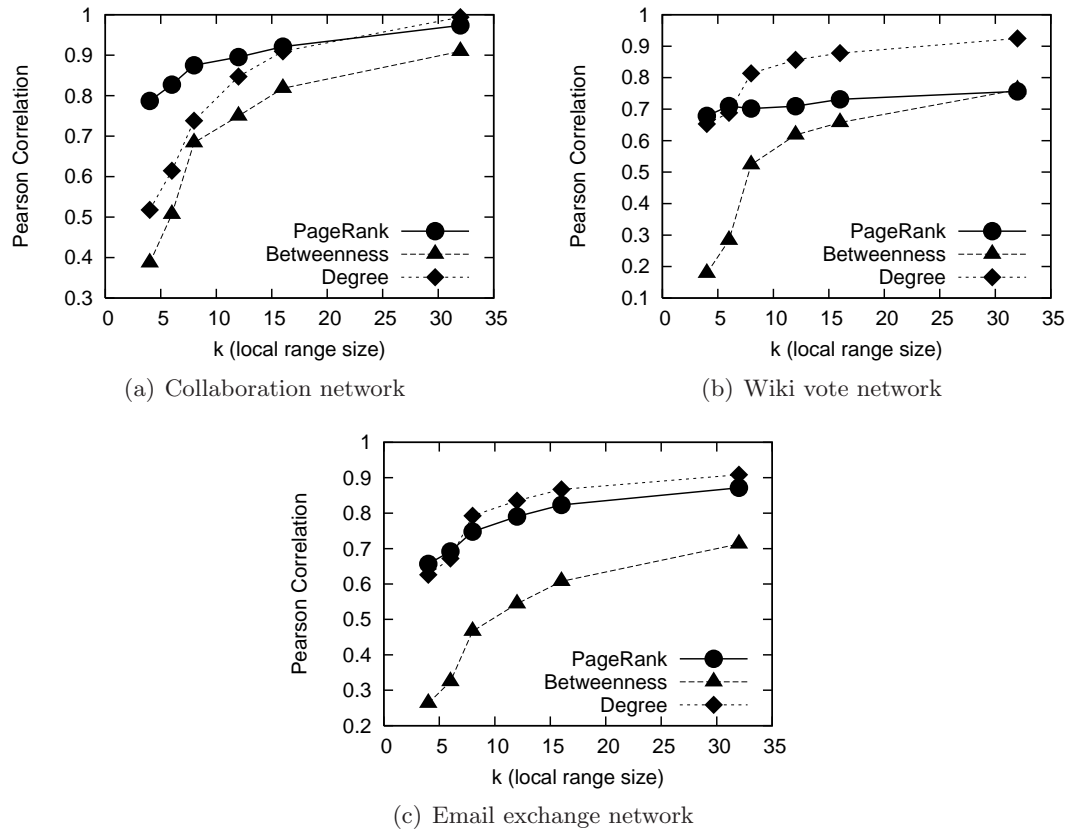 1
0.9
0.8
0.7
0.6
0.5
0.4
0.3
Pearson Correlation
PageRank
Betweenness
Degree
0 5 10 15 20 25 30 35
k (local range size)
(a) Collaboration network
1
0.9
0.8
0.7
0.6
0.5
0.4
0.3
0.2
0.1
Pearson Correlation
PageRank
Betweenness
Degree
0 5 10 15 20 25 30 35
k (local range size)
(b) Wiki vote network
1
0.9
0.8
0.7
0.6
0.5
0.4
0.3
0.2
Pearson Correlation
PageRank
Betweenness
Degree
0 5 10 15 20 25 30 35
k (local range size)
(c) Email exchange network